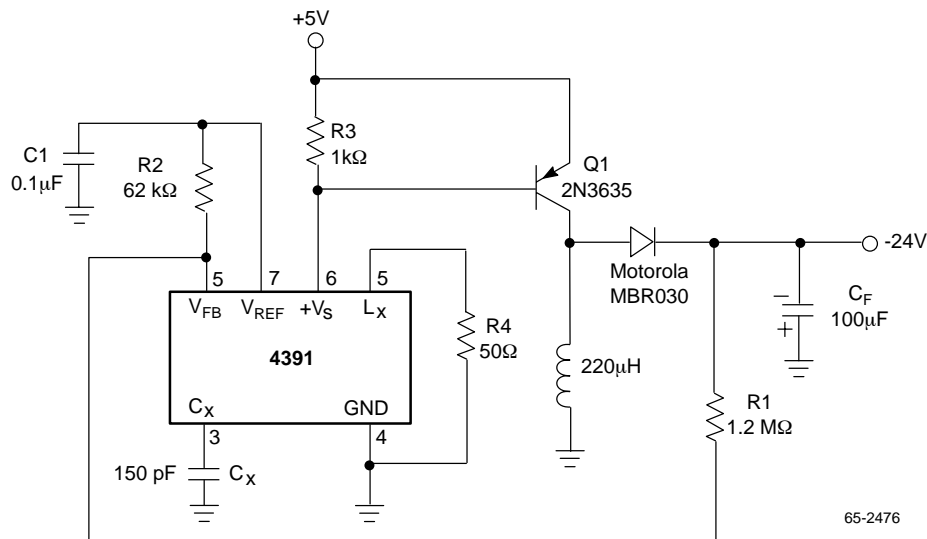 +5V
C1
0.1μF
R2
62 kΩ
R3
1kΩ
Q1
2N3635
-24V
Motorola
MBR030
CF
100μF
−
+
5
7
6
5
VFB
VREF
+VS
LX
4391
R4
50Ω
220μH
CX
GND
3
4
R1
1.2 MΩ
150 pF
CX
65-2476